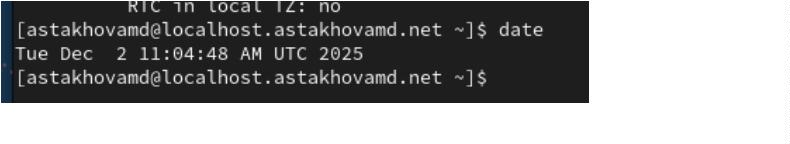 RTC in local TZ: no
[astakhovamd@localhost.astakhovamd.net ~]$ date
Tue Dec  2 11:04:48 AM UTC 2025
[astakhovamd@localhost.astakhovamd.net ~]$